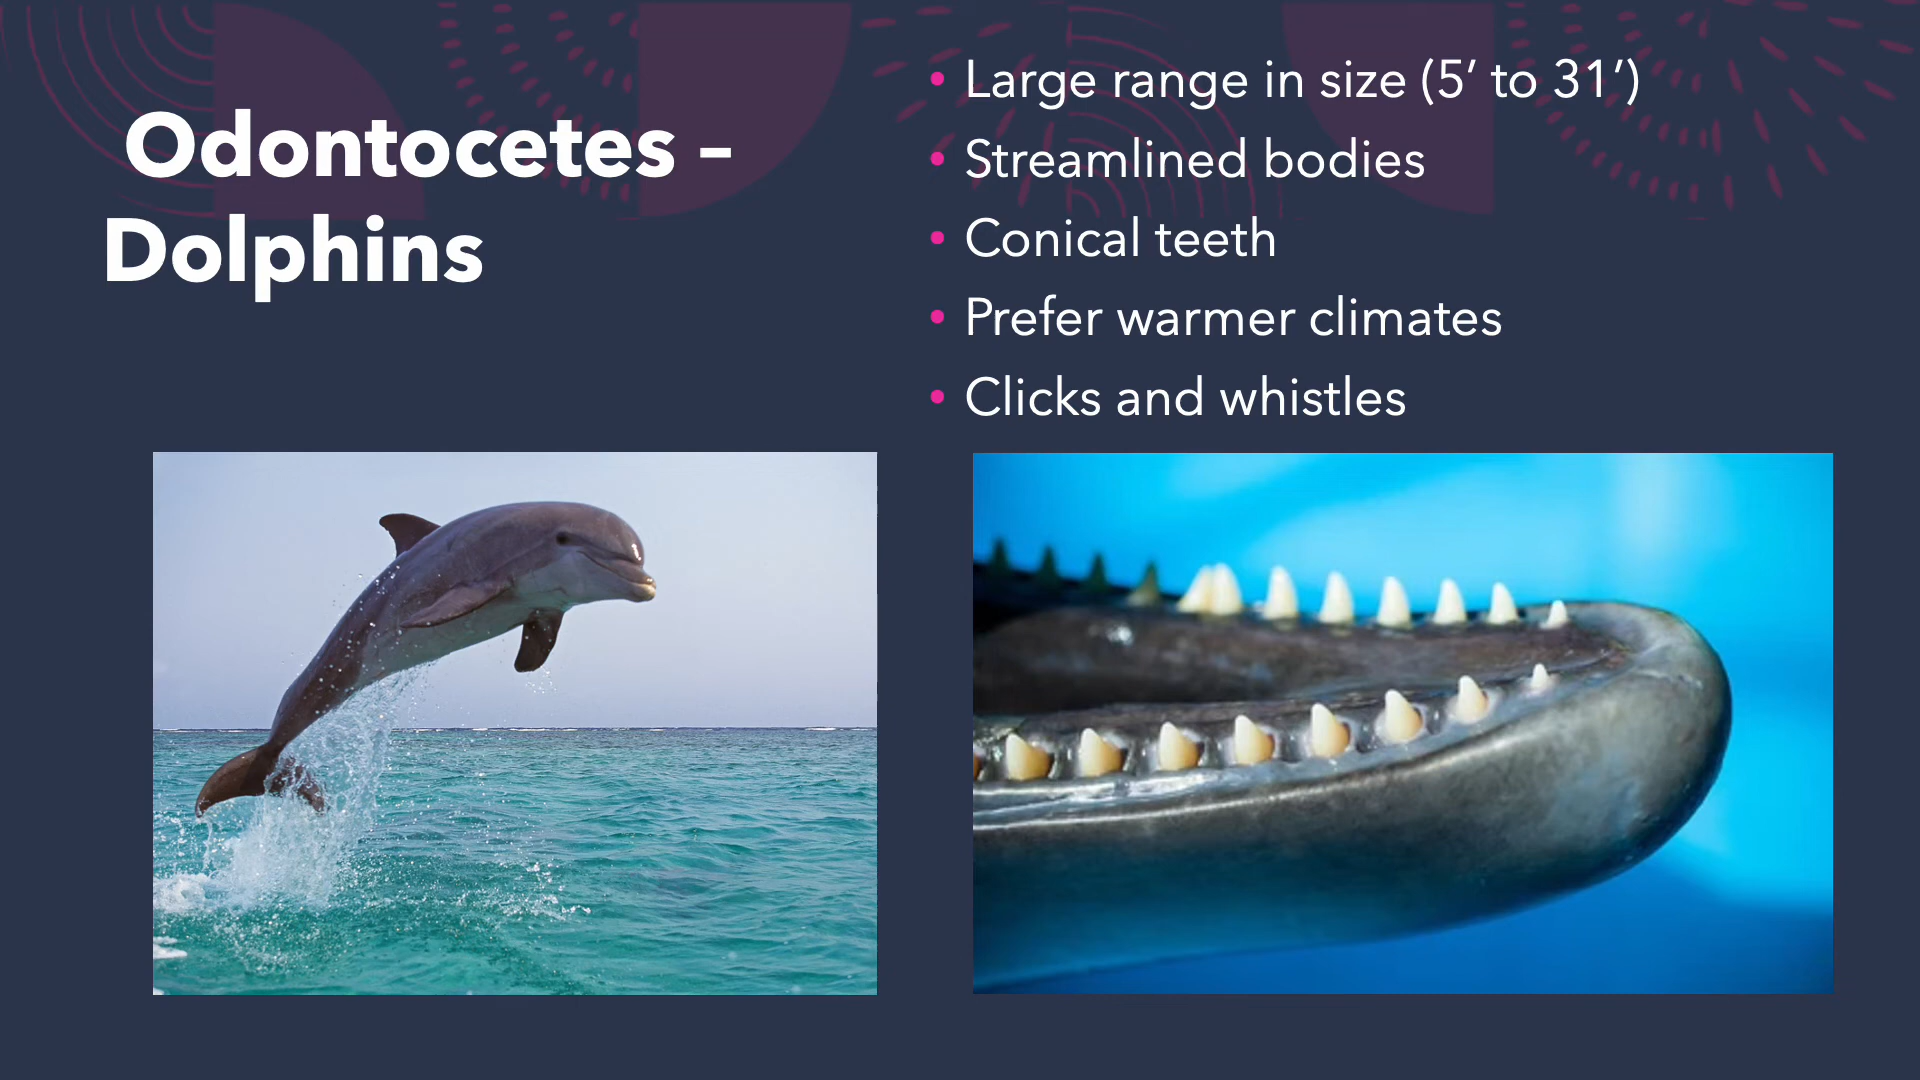 Odontocetes –
Dolphins
• Large range in size (5’ to 31’)
• Streamlined bodies
• Conical teeth
• Prefer warmer climates
• Clicks and whistles